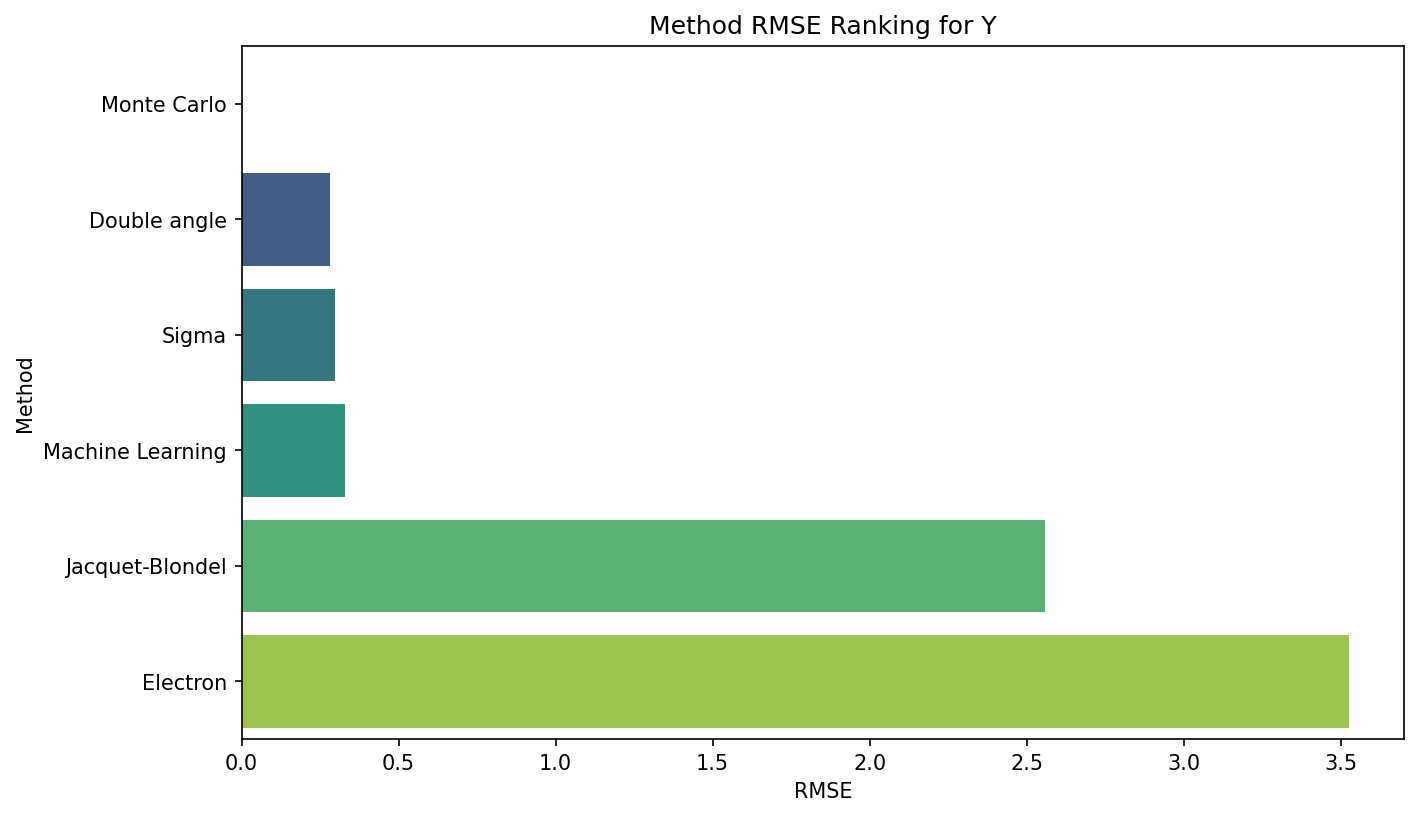 Method RMSE Ranking for Y
Monte Carlo
Double angle
Sigma
Machine Learning
Jacquet-Blondel
Electron
Method
0.0 0.5 1.0 1.5 2.0 2.5 3.0 3.5
RMSE